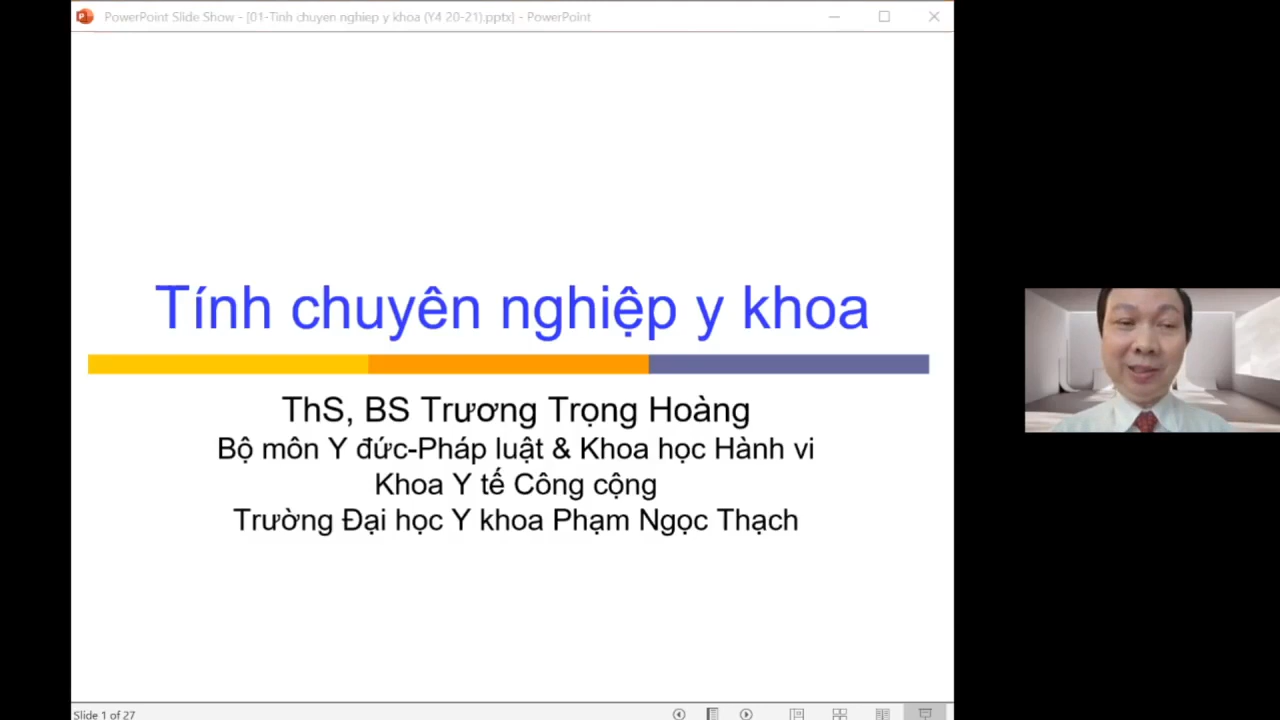 PowerPoint Slide Show - [01-Tinh chuyen nghiep y khoa (Y4 20-21).pptx] - PowerPoint
Tính chuyên nghiệp y khoa
ThS, BS Trương Trọng Hoàng
Bộ môn Y đức-Pháp luật & Khoa học Hành vi
Khoa Y tế Công cộng
Trường Đại học Y khoa Phạm Ngọc Thạch
Slide 1 of 27